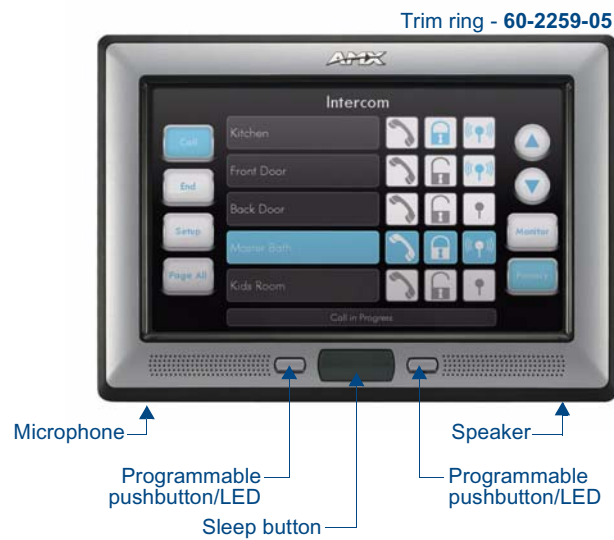 Trim ring - 60-2259-05
AMX
Intercom
Call
Kitchen
End
Front Door
Back Door
Setup
Monitor
Master Bath
Page All
Privacy
Kids Room
Call in Progress
Microphone
Speaker
Programmable
pushbutton/LED
Programmable
pushbutton/LED
Sleep button